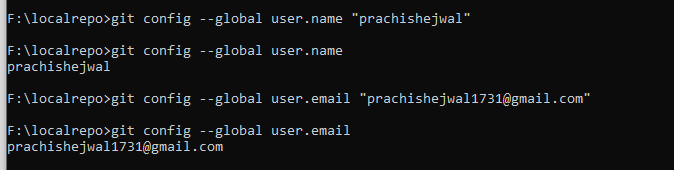 F:\localrepo>git config --global user.name "prachishejwal"
F:\localrepo>git config --global user.name
prachishejwal
F:\localrepo>git config --global user.email "prachishejwal1731@gmail.com"
F:\localrepo>git config --global user.email
prachishejwal1731@gmail.com